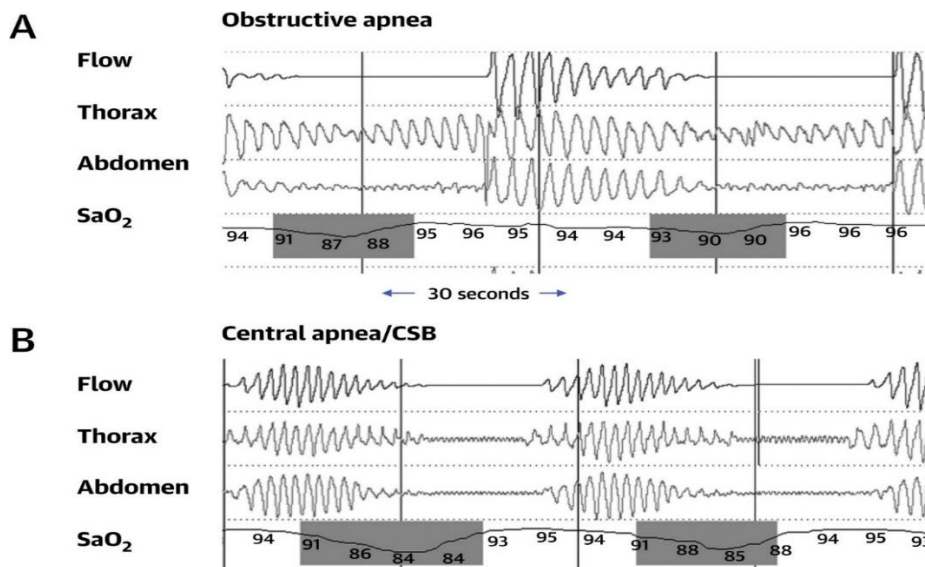 A
Obstructive apnea
Flow
Thorax
Abdomen
SaO₂
94 91 87 88 95 96 95 94 94 93 90 90 96 96 96
30 seconds
B
Central apnea/CSB
Flow
Thorax
Abdomen
SaO₂
94 91 86 84 84 93 95 94 91 88 85 88 94 95